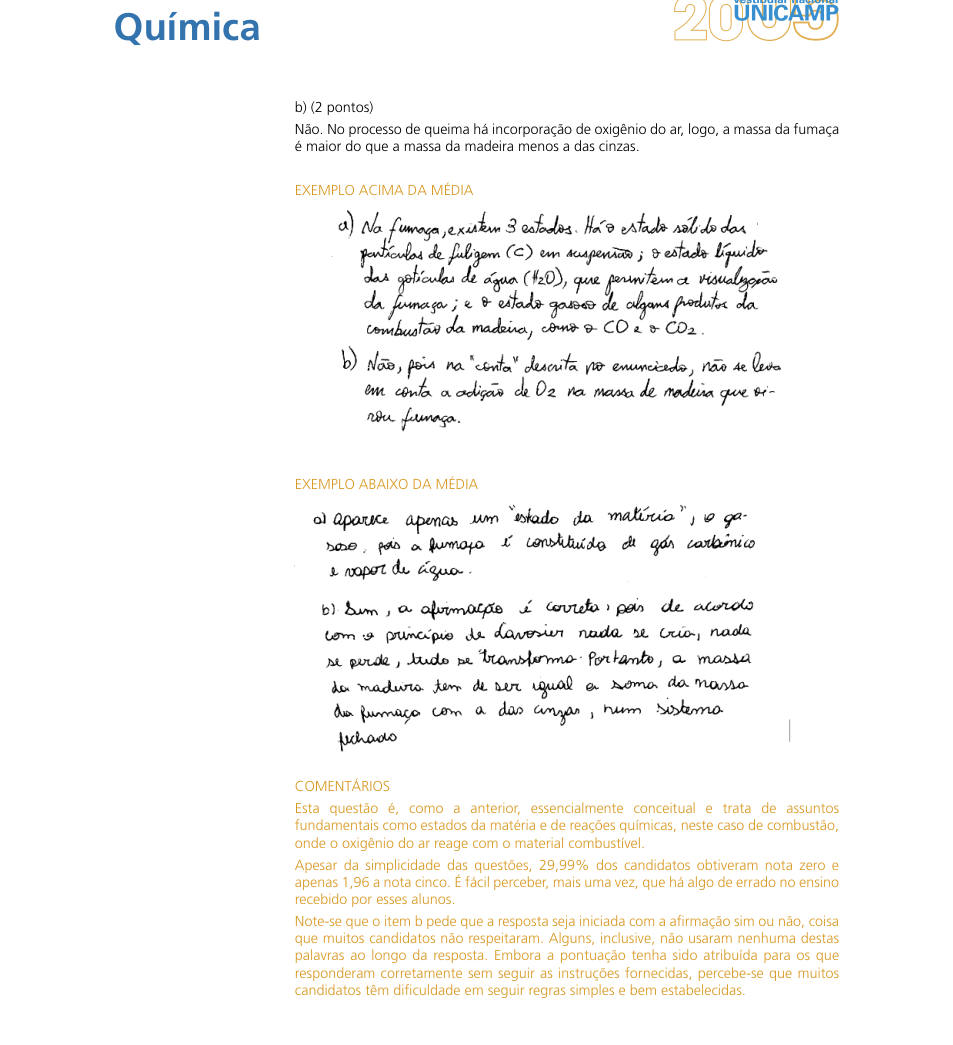 Química
vestibular nacional
UNICAMP
2005
b) (2 pontos)
Não. No processo de queima há incorporação de oxigênio do ar, logo, a massa da fumaça
é maior do que a massa da madeira menos a das cinzas.
EXEMPLO ACIMA DA MÉDIA
a) Na fumaça, existem 3 estados. Há o estado sólido das
partículas de fuligem (C) em suspensão; o estado líquido
das gotículas de água (H2O), que permitem a visualização
da fumaça; e o estado gasoso de alguns produtos da
combustão da madeira, como o CO e o CO2.
b) Não, pois na "conta" descrita no enunciado, não se leva
em conta a adição de O2 na massa de madeira que vi-
rou fumaça.
EXEMPLO ABAIXO DA MÉDIA
a) Aparece apenas um "estado da matéria", o ga-
soso, pois a fumaça é constituída de gás carbônico
e vapor de água.
b) Sim, a afirmação é correta, pois de acordo
com o princípio de Lavosier nada se cria, nada
se perde, tudo se transforma. Portanto, a massa
da madeira tem de ser igual a soma da massa
da fumaça com a das cinzas, num sistema
fechado
COMENTÁRIOS
Esta questão é, como a anterior, essencialmente conceitual e trata de assuntos
fundamentais como estados da matéria e de reações químicas, neste caso de combustão,
onde o oxigênio do ar reage com o material combustível.
Apesar da simplicidade das questões, 29,99% dos candidatos obtiveram nota zero e
apenas 1,96 a nota cinco. É fácil perceber, mais uma vez, que há algo de errado no ensino
recebido por esses alunos.
Note-se que o item b pede que a resposta seja iniciada com a afirmação sim ou não, coisa
que muitos candidatos não respeitaram. Alguns, inclusive, não usaram nenhuma destas
palavras ao longo da resposta. Embora a pontuação tenha sido atribuída para os que
responderam corretamente sem seguir as instruções fornecidas, percebe-se que muitos
candidatos têm dificuldade em seguir regras simples e bem estabelecidas.